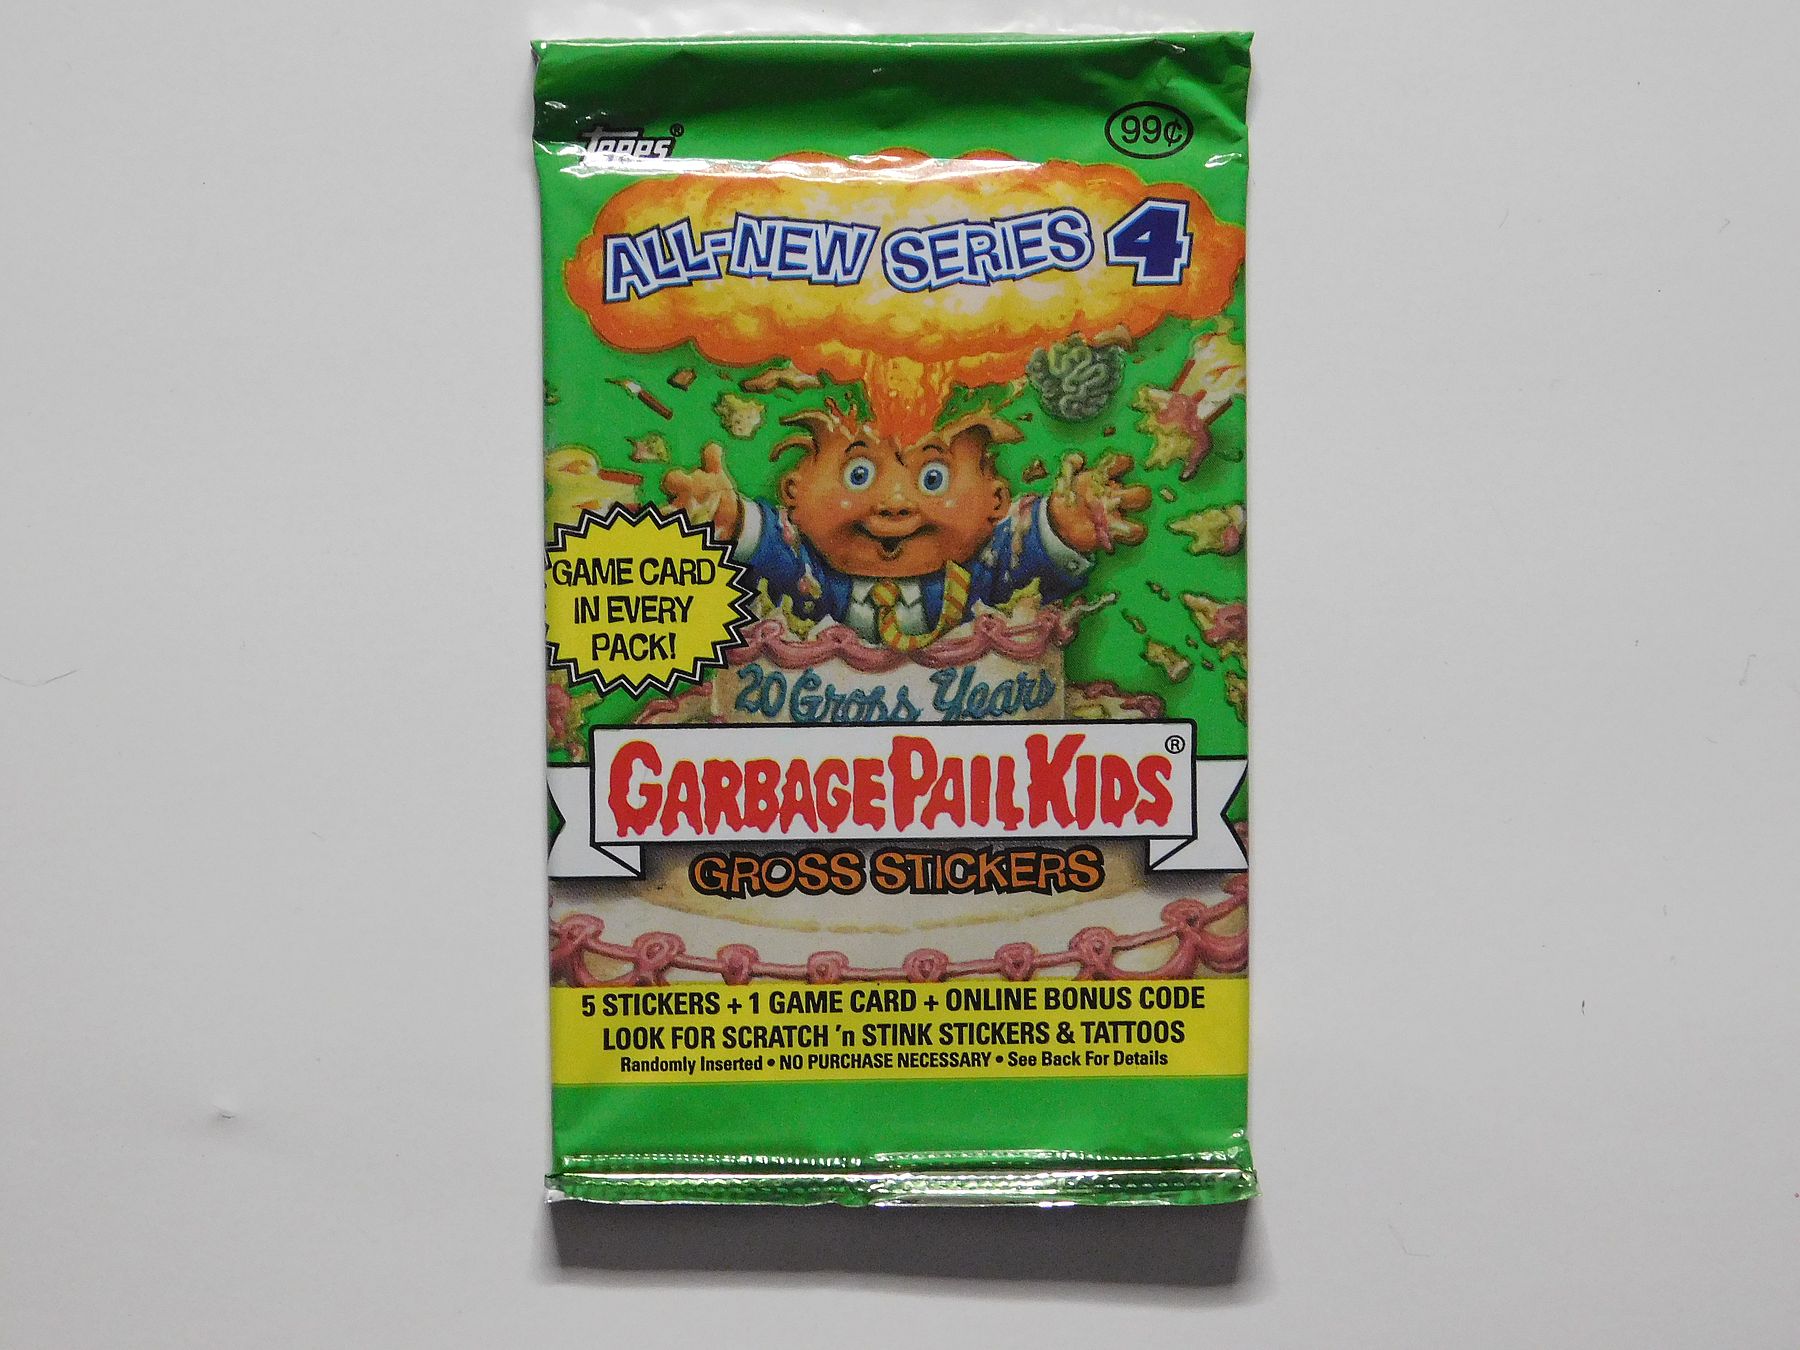 Topps®
99¢
ALL-NEW SERIES 4
GAME CARD
IN EVERY
PACK!
20 Gross Years
GARBAGE PAIL KIDS®
GROSS STICKERS
5 STICKERS + 1 GAME CARD + ONLINE BONUS CODE
LOOK FOR SCRATCH 'n STINK STICKERS & TATTOOS
Randomly Inserted • NO PURCHASE NECESSARY • See Back For Details